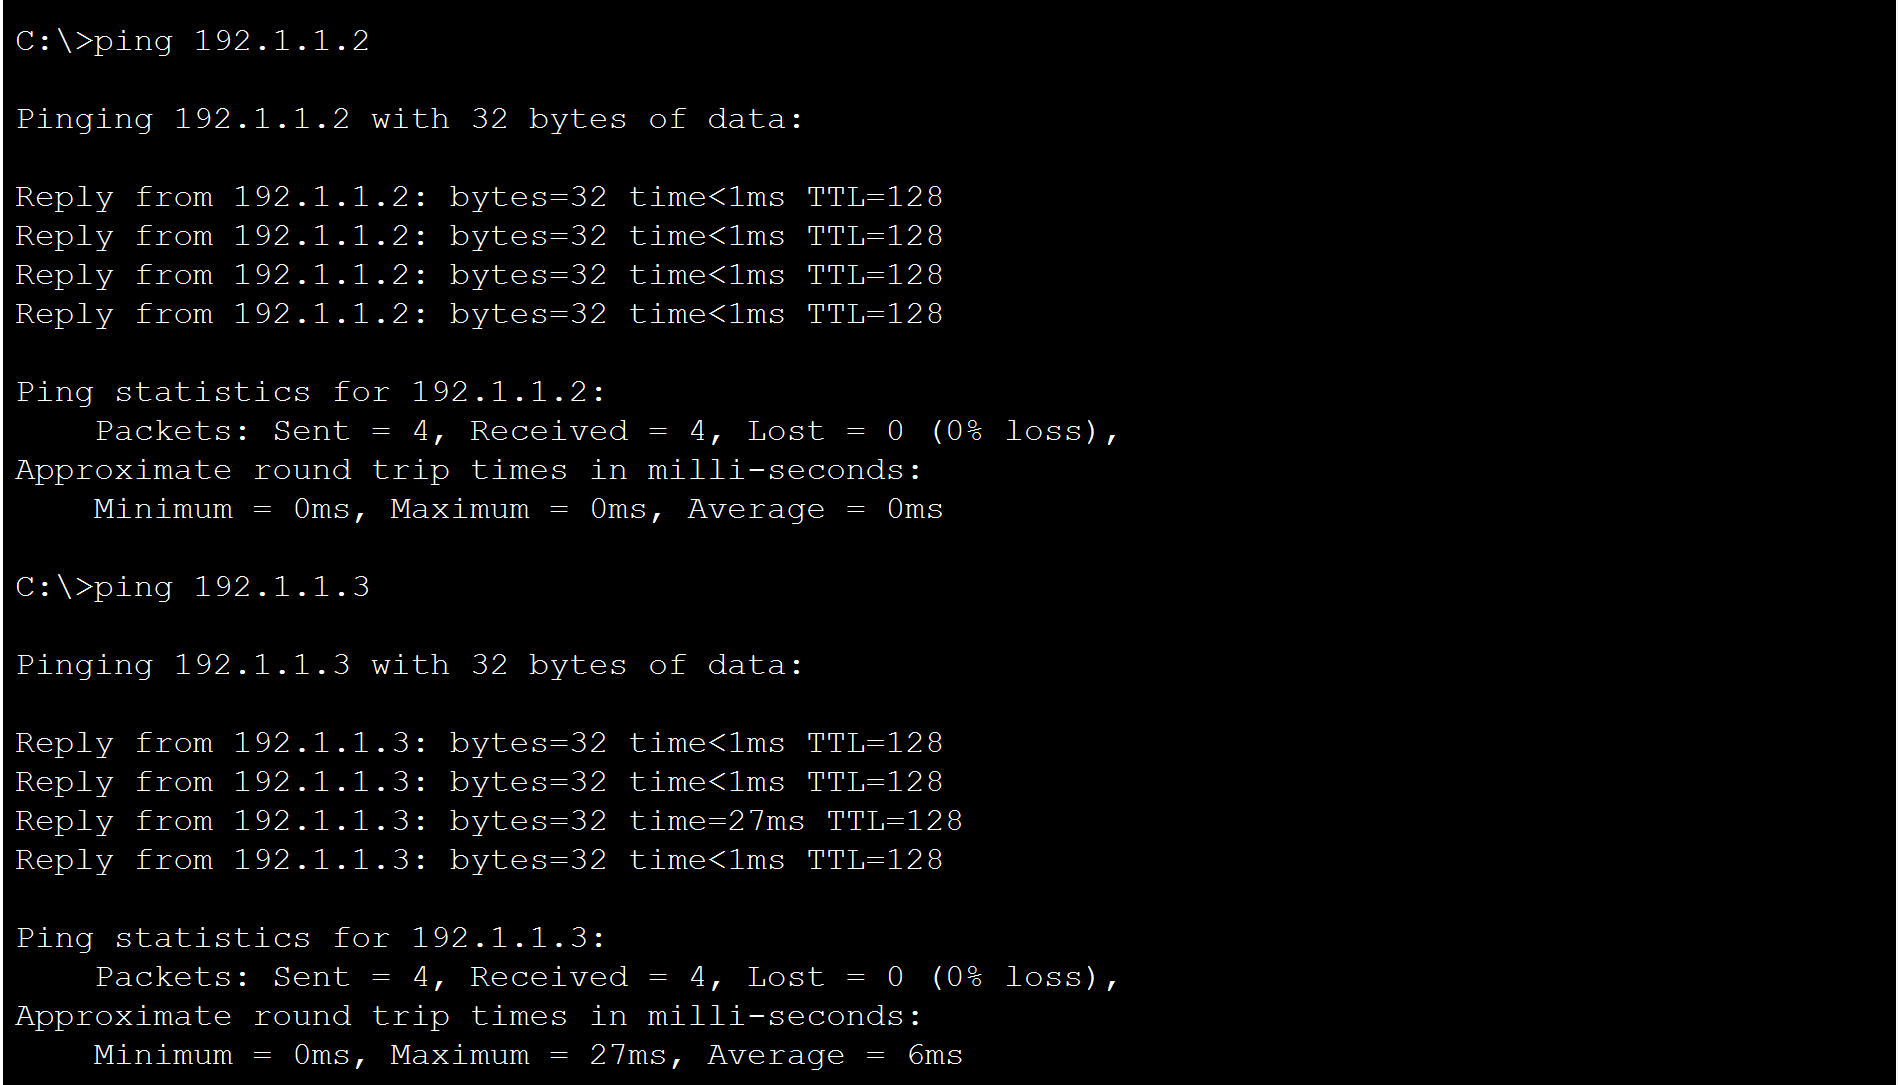 C:\>ping 192.1.1.2
Pinging 192.1.1.2 with 32 bytes of data:
Reply from 192.1.1.2: bytes=32 time<1ms TTL=128
Reply from 192.1.1.2: bytes=32 time<1ms TTL=128
Reply from 192.1.1.2: bytes=32 time<1ms TTL=128
Reply from 192.1.1.2: bytes=32 time<1ms TTL=128
Ping statistics for 192.1.1.2:
    Packets: Sent = 4, Received = 4, Lost = 0 (0% loss),
Approximate round trip times in milli-seconds:
    Minimum = 0ms, Maximum = 0ms, Average = 0ms
C:\>ping 192.1.1.3
Pinging 192.1.1.3 with 32 bytes of data:
Reply from 192.1.1.3: bytes=32 time<1ms TTL=128
Reply from 192.1.1.3: bytes=32 time<1ms TTL=128
Reply from 192.1.1.3: bytes=32 time=27ms TTL=128
Reply from 192.1.1.3: bytes=32 time<1ms TTL=128
Ping statistics for 192.1.1.3:
    Packets: Sent = 4, Received = 4, Lost = 0 (0% loss),
Approximate round trip times in milli-seconds:
    Minimum = 0ms, Maximum = 27ms, Average = 6ms